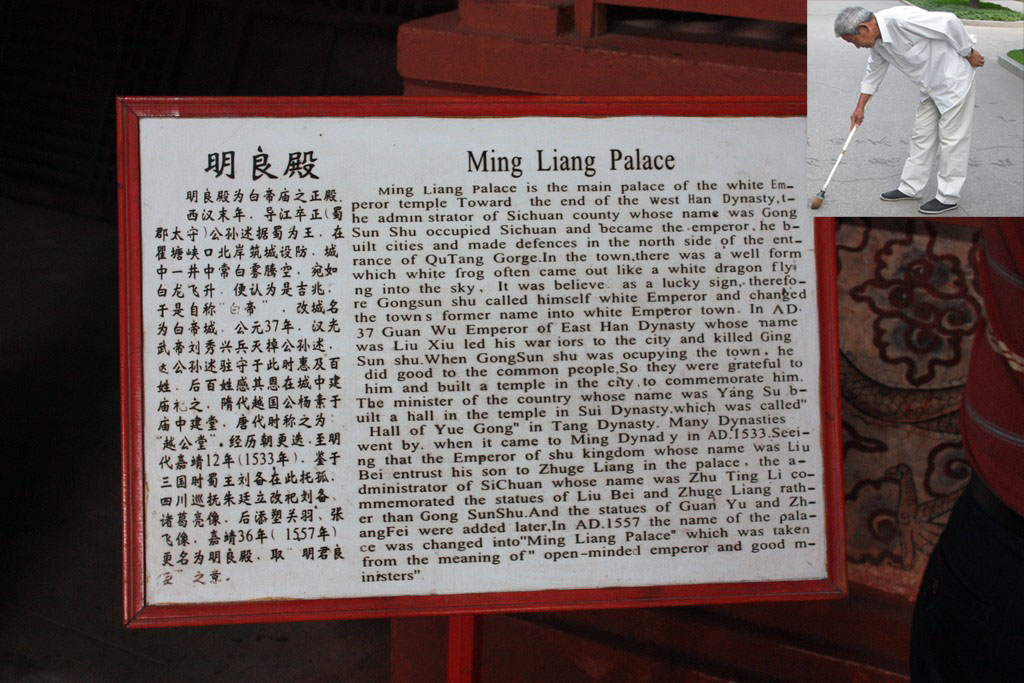 明良殿
明良殿为白帝庙之正殿.
西汉末年, 导江卒正(蜀
郡太守)公孙述据蜀为王, 在
瞿塘峡口北岸筑城设防, 城
中一井中常白雾腾空, 宛如
白龙飞升, 便认为是吉兆,
于是自称"白帝", 改城名
为白帝城, 公元37年, 汉光
武帝刘秀兴兵灭掉公孙述,
公孙述驻守于此时惠及百
姓, 后百姓感其恩在城中建
庙祀之, 隋代越国公杨素于
庙中建堂, 唐代时称之为
"越公堂"。经历朝更迭, 至明
代嘉靖12年(1533年), 鉴于
三国时蜀王刘备在此托孤,
四川巡抚朱廷立改祀刘备、
诸葛亮像, 后添塑关羽、张
飞像, 嘉靖36年( 1557年)
更名为明良殿, 取"明君良
臣"之意。
Ming Liang Palace
Ming Liang Palace is the main palace of the white Em-
peror temple Toward the end of the west Han Dynasty,t-
he admin strator of Sichuan county whose name was Gong
Sun Shu occupied Sichuan and became the emperor, he b-
uilt cities and made defences in the north side of the ent-
rance of QuTang Gorge.In the town,there was a well form
which white frog often came out like a white dragon flyi
ng into the sky. It was believe as a lucky sign, therefo-
re Gongsun shu called himself white Emperor and changed
the town s former name into white Emperor town. In AD.
37 Guan Wu Emperor of East Han Dynasty whose name
was Liu Xiu led his war iors to the city and killed Ging
Sun shu.When GongSun shu was ocupying the town, he
did good to the common people,So they were grateful to
him and built a temple in the city, to commemorate him.
The minister of the country whose name was Yang Su b-
uilt a hall in the temple in Sui Dynasty.which was called"
Hall of Yue Gong" in Tang Dynasty. Many Dynasties
went by, when it came to Ming Dynad y in AD.1533.Seei-
ng that the Emperor of shu kingdom whose name was Liu
Bei entrust his son to Zhuge Liang in the palace, the a-
dministrator of SiChuan whose name was Zhu Ting Li co-
mmemorated the statues of Liu Bei and Zhuge Liang rath-
er than Gong SunShu.And the statues of Guan Yu and Zh-
angFei were added later,In AD.1557 the name of the pala-
ce was changed into"Ming Liang Palace" which was taken
from the meaning of" open-minded emperor and good m-
inisters"